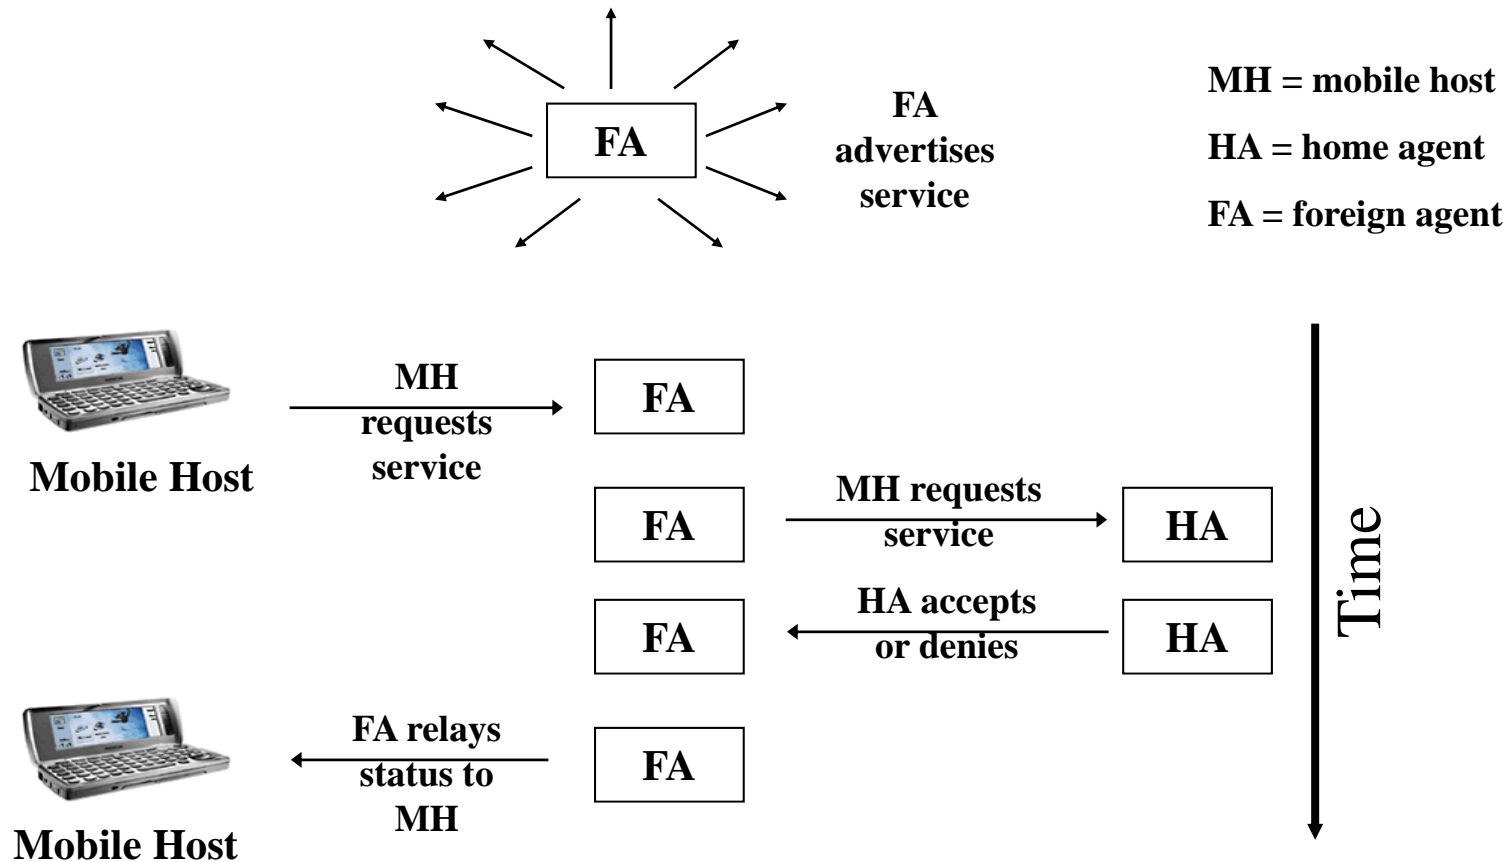 FA
FA
advertises
service
MH = mobile host
HA = home agent
FA = foreign agent
MH
requests
service
FA
Mobile Host
FA
MH requests
service
HA
FA
HA accepts
or denies
HA
Time
FA relays
status to
MH
FA
Mobile Host